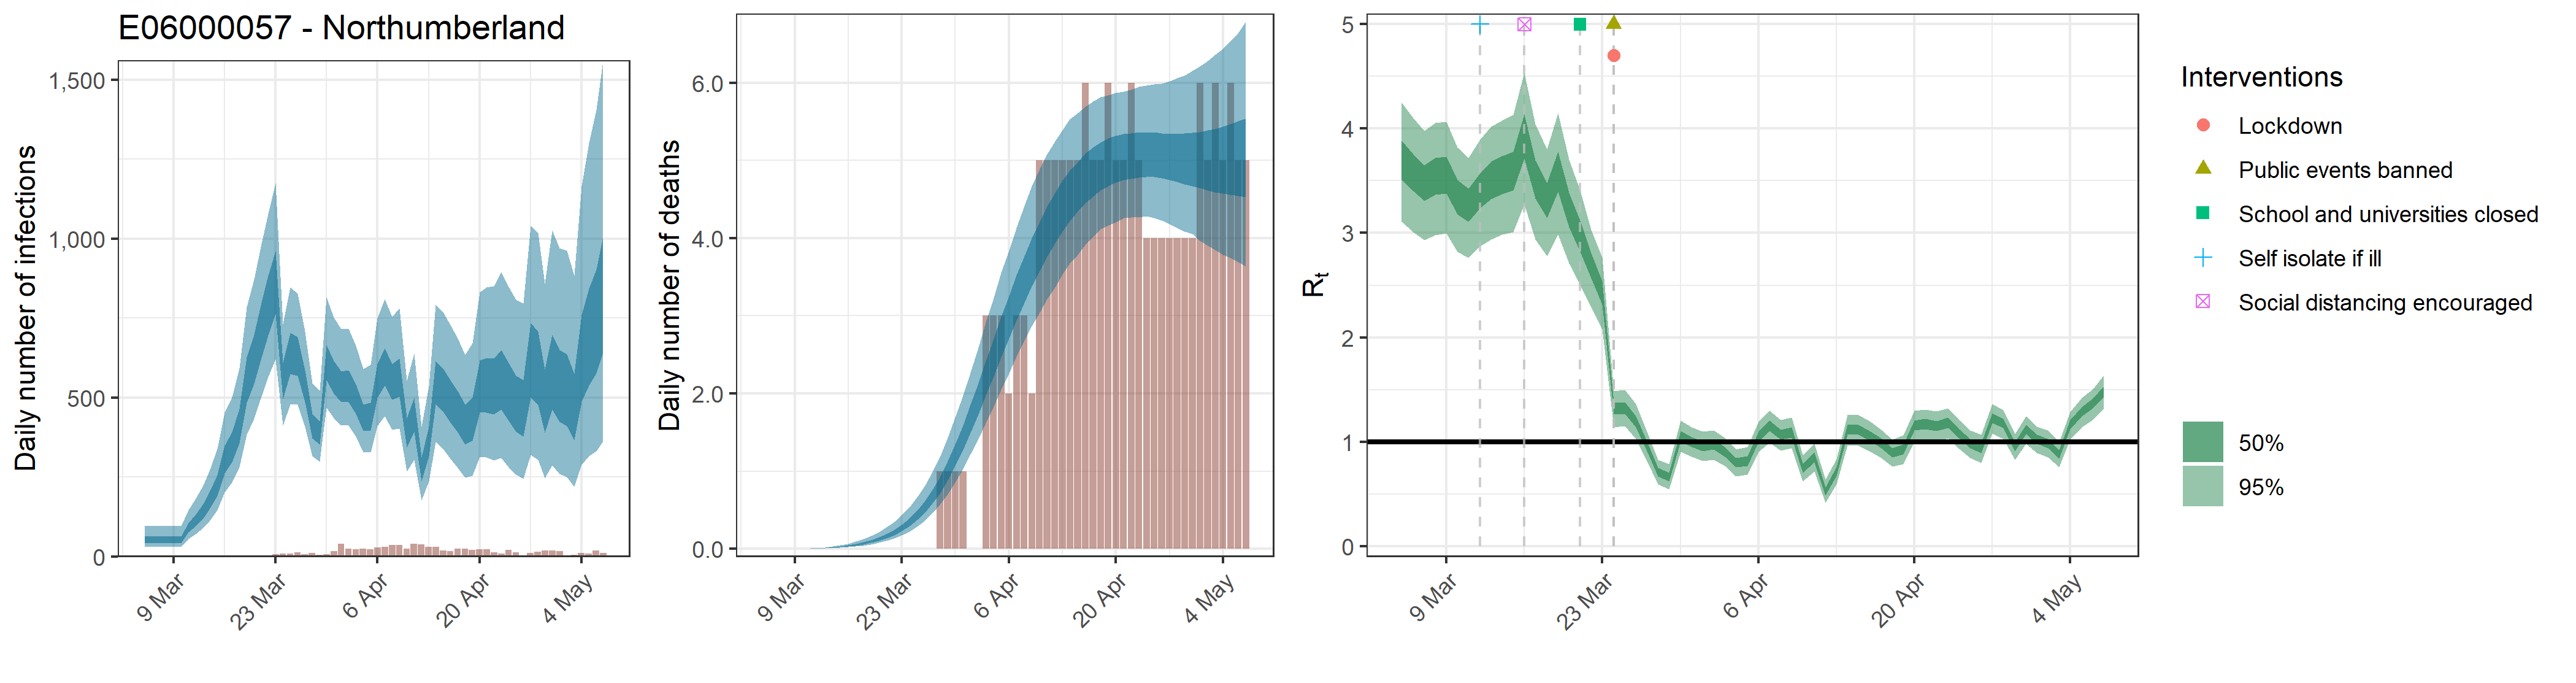 E06000057 - Northumberland
Daily number of infections
1,500
1,000
500
0
9 Mar
23 Mar
6 Apr
20 Apr
4 May
Daily number of deaths
6.0
4.0
2.0
0.0
9 Mar
23 Mar
6 Apr
20 Apr
4 May
Rt
5
4
3
2
1
0
9 Mar
23 Mar
6 Apr
20 Apr
4 May
Interventions
Lockdown
Public events banned
School and universities closed
Self isolate if ill
Social distancing encouraged
50%
95%